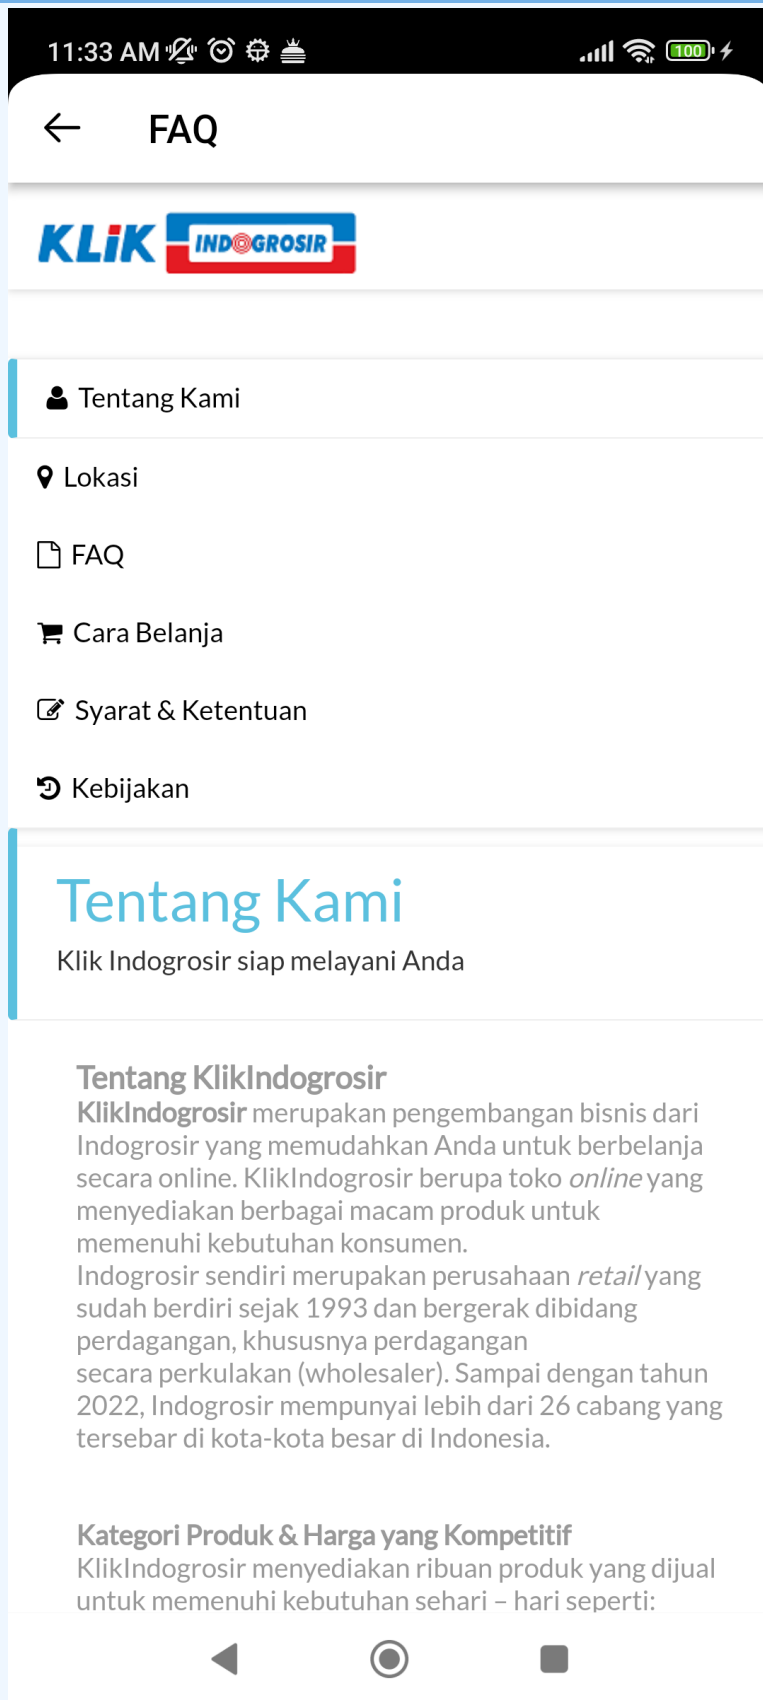 11:33 AM
100
FAQ
KLiK INDOGROSIR
Tentang Kami
Lokasi
FAQ
Cara Belanja
Syarat & Ketentuan
Kebijakan
Tentang Kami
Klik Indogrosir siap melayani Anda
Tentang KlikIndogrosir
KlikIndogrosir merupakan pengembangan bisnis dari
Indogrosir yang memudahkan Anda untuk berbelanja
secara online. KlikIndogrosir berupa toko online yang
menyediakan berbagai macam produk untuk
memenuhi kebutuhan konsumen.
Indogrosir sendiri merupakan perusahaan retail yang
sudah berdiri sejak 1993 dan bergerak dibidang
perdagangan, khususnya perdagangan
secara perkulakan (wholesaler). Sampai dengan tahun
2022, Indogrosir mempunyai lebih dari 26 cabang yang
tersebar di kota-kota besar di Indonesia.
Kategori Produk & Harga yang Kompetitif
KlikIndogrosir menyediakan ribuan produk yang dijual
untuk memenuhi kebutuhan sehari – hari seperti: